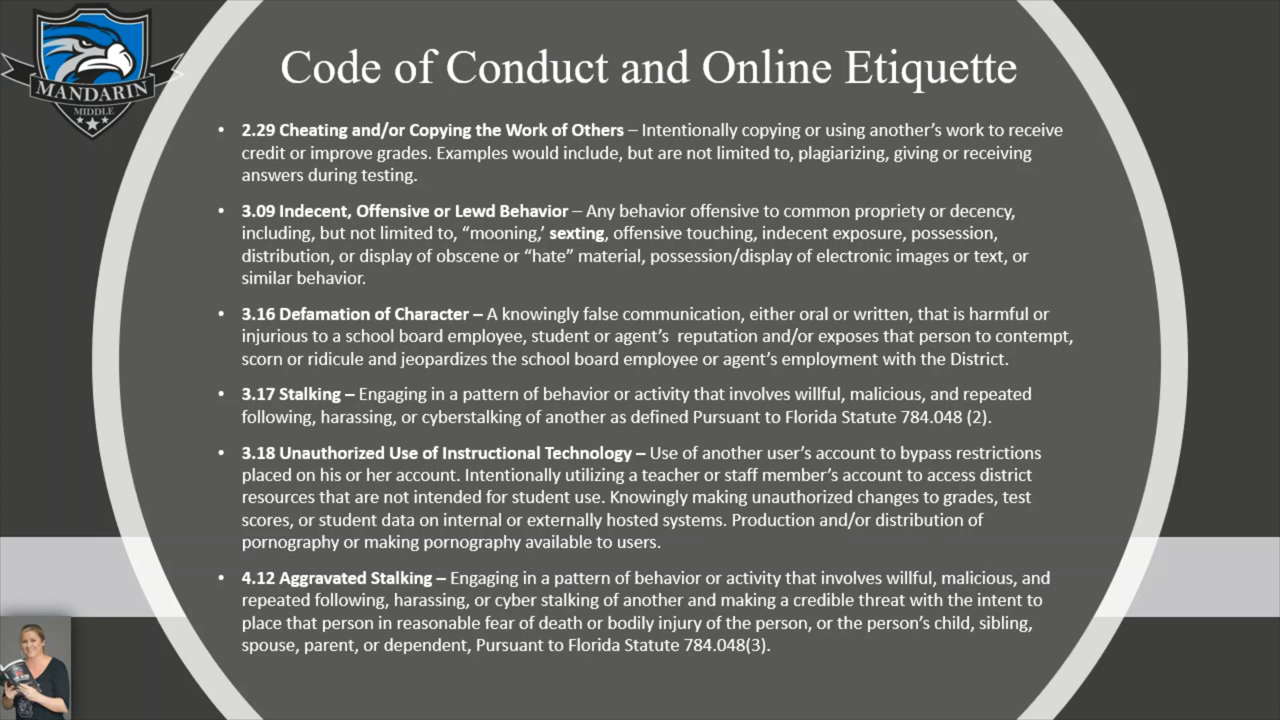 MANDARIN
MIDDLE
Code of Conduct and Online Etiquette
• 2.29 Cheating and/or Copying the Work of Others – Intentionally copying or using another’s work to receive
credit or improve grades. Examples would include, but are not limited to, plagiarizing, giving or receiving
answers during testing.
• 3.09 Indecent, Offensive or Lewd Behavior – Any behavior offensive to common propriety or decency,
including, but not limited to, “mooning,’ sexting, offensive touching, indecent exposure, possession,
distribution, or display of obscene or “hate” material, possession/display of electronic images or text, or
similar behavior.
• 3.16 Defamation of Character – A knowingly false communication, either oral or written, that is harmful or
injurious to a school board employee, student or agent’s  reputation and/or exposes that person to contempt,
scorn or ridicule and jeopardizes the school board employee or agent’s employment with the District.
• 3.17 Stalking – Engaging in a pattern of behavior or activity that involves willful, malicious, and repeated
following, harassing, or cyberstalking of another as defined Pursuant to Florida Statute 784.048 (2).
• 3.18 Unauthorized Use of Instructional Technology – Use of another user’s account to bypass restrictions
placed on his or her account. Intentionally utilizing a teacher or staff member’s account to access district
resources that are not intended for student use. Knowingly making unauthorized changes to grades, test
scores, or student data on internal or externally hosted systems. Production and/or distribution of
pornography or making pornography available to users.
• 4.12 Aggravated Stalking – Engaging in a pattern of behavior or activity that involves willful, malicious, and
repeated following, harassing, or cyber stalking of another and making a credible threat with the intent to
place that person in reasonable fear of death or bodily injury of the person, or the person’s child, sibling,
spouse, parent, or dependent, Pursuant to Florida Statute 784.048(3).